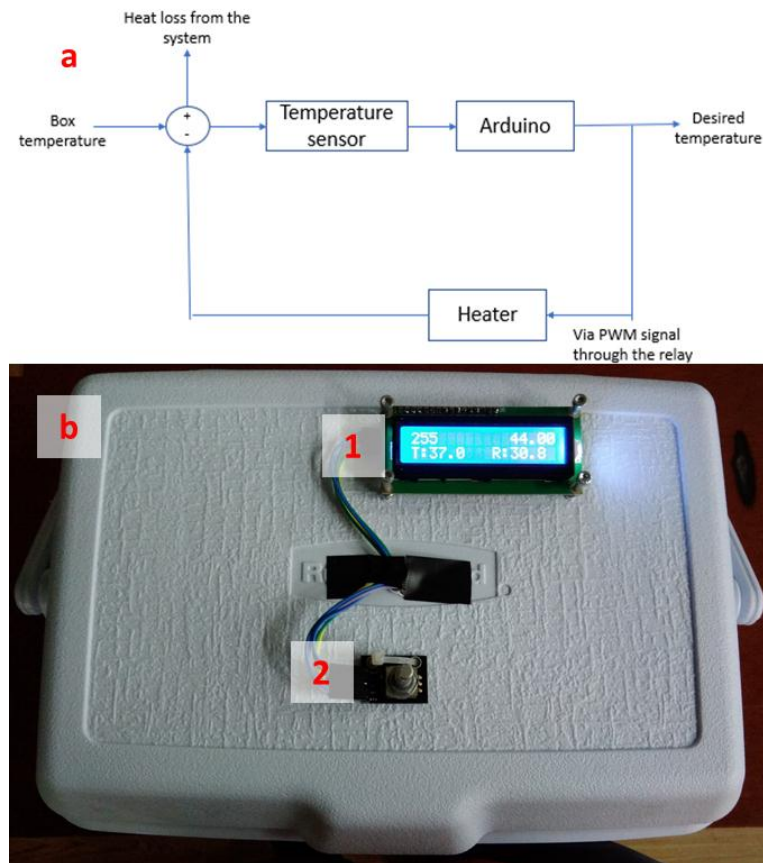 Heat loss from the
system
a
Box
temperature
+
-
Temperature
sensor
Arduino
Desired
temperature
Heater
Via PWM signal
through the relay
b
1
255 44.00
T:37.0 R:30.8
2